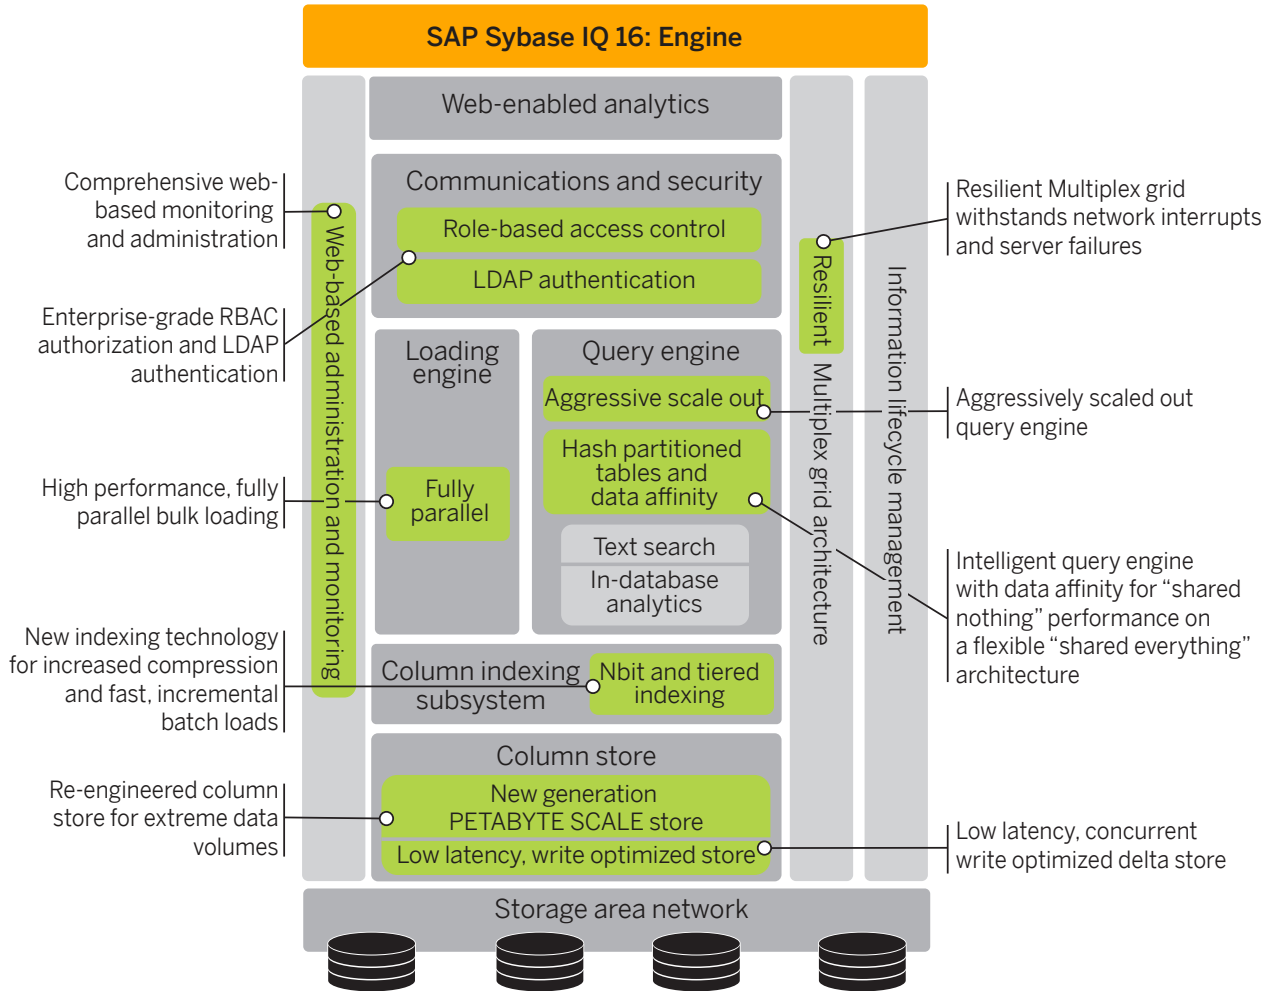 SAP Sybase IQ 16: Engine
Web-enabled analytics
Communications and security
Role-based access control
LDAP authentication
Loading
engine
Fully
parallel
Query engine
Aggressive scale out
Hash partitioned
tables and
data affinity
Text search
In-database
analytics
Column indexing
subsystem
Nbit and tiered
indexing
Column store
New generation
PETABYTE SCALE store
Low latency, write optimized store
Storage area network
Web-based administration and monitoring
Resilient Multiplex grid architecture
Information lifecycle management
Comprehensive web-
based monitoring
and administration
Enterprise-grade RBAC
authorization and LDAP
authentication
High performance, fully
parallel bulk loading
New indexing technology
for increased compression
and fast, incremental
batch loads
Re-engineered column
store for extreme data
volumes
Resilient Multiplex grid
withstands network interrupts
and server failures
Aggressively scaled out
query engine
Intelligent query engine
with data affinity for “shared
nothing” performance on
a flexible “shared everything”
architecture
Low latency, concurrent
write optimized delta store